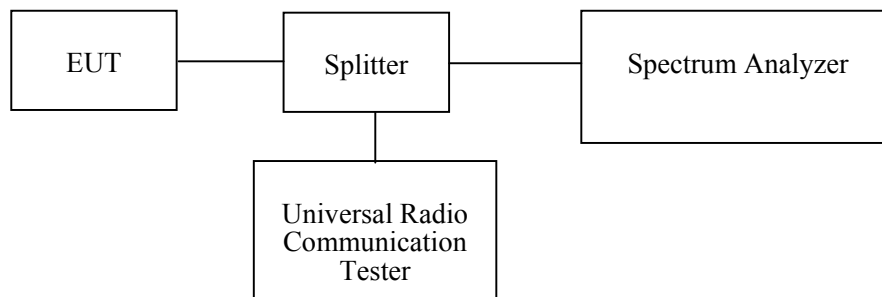 EUT
Splitter
Spectrum Analyzer
Universal Radio
Communication
Tester